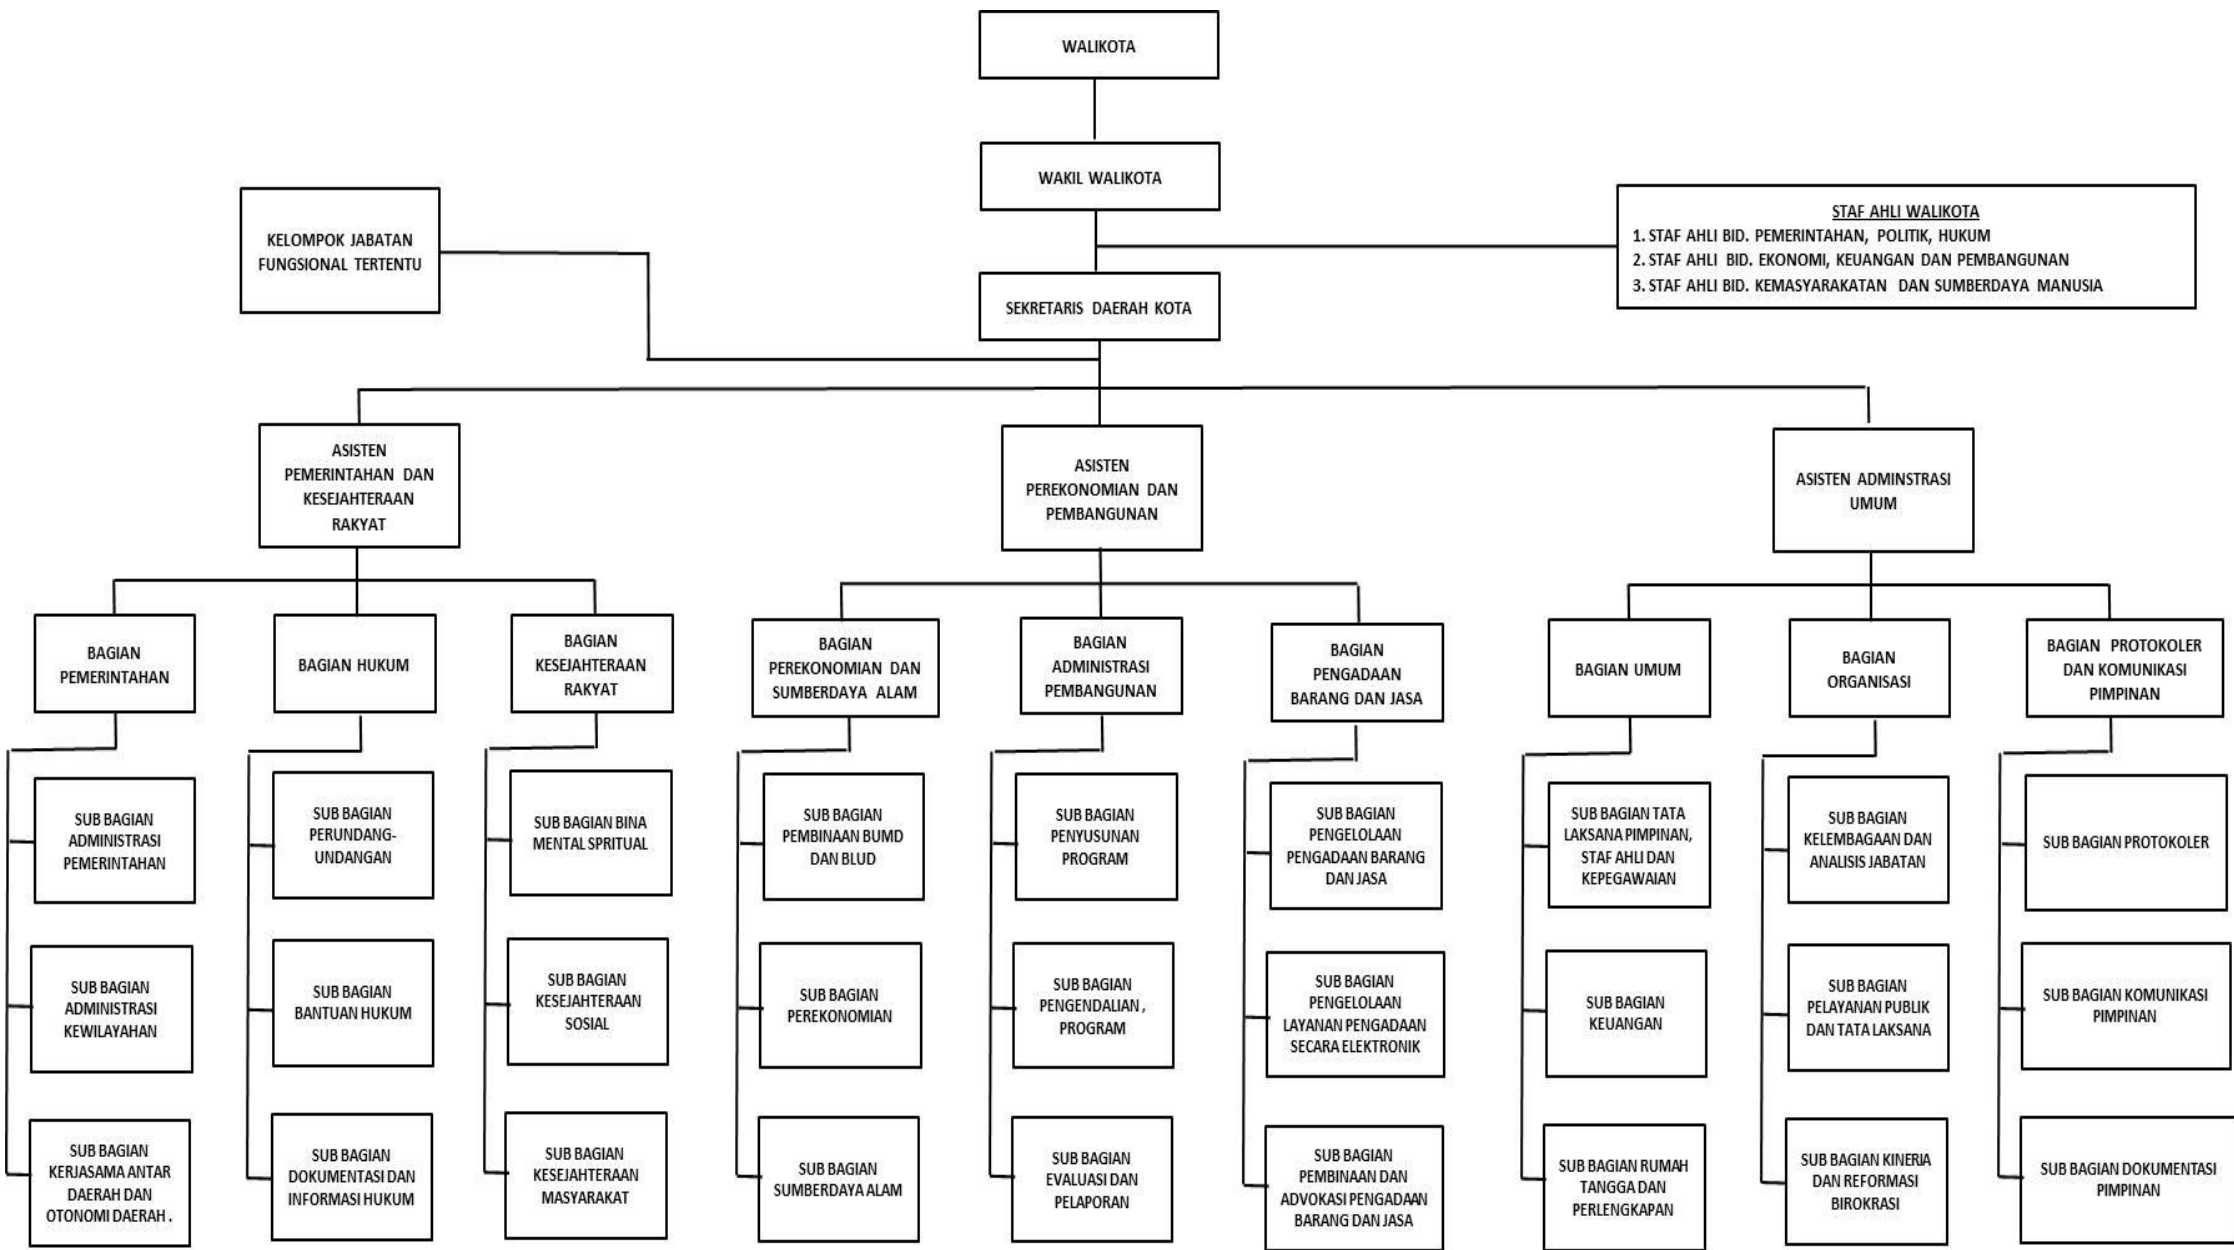 WALIKOTA
WAKIL WALIKOTA
KELOMPOK JABATAN
FUNGSIONAL TERTENTU
STAF AHLI WALIKOTA
1. STAF AHLI BID. PEMERINTAHAN, POLITIK, HUKUM
2. STAF AHLI BID. EKONOMI, KEUANGAN DAN PEMBANGUNAN
3. STAF AHLI BID. KEMASYARAKATAN DAN SUMBERDAYA MANUSIA
SEKRETARIS DAERAH KOTA
ASISTEN
PEMERINTAHAN DAN
KESEJAHTERAAN
RAKYAT
ASISTEN
PEREKONOMIAN DAN
PEMBANGUNAN
ASISTEN ADMINSTRASI
UMUM
BAGIAN
PEMERINTAHAN
BAGIAN HUKUM
BAGIAN
KESEJAHTERAAN
RAKYAT
BAGIAN
PEREKONOMIAN DAN
SUMBERDAYA ALAM
BAGIAN
ADMINISTRASI
PEMBANGUNAN
BAGIAN
PENGADAAN
BARANG DAN JASA
BAGIAN UMUM
BAGIAN
ORGANISASI
BAGIAN PROTOKOLER
DAN KOMUNIKASI
PIMPINAN
SUB BAGIAN
ADMINISTRASI
PEMERINTAHAN
SUB BAGIAN
PERUNDANG-
UNDANGAN
SUB BAGIAN BINA
MENTAL SPRITUAL
SUB BAGIAN
PEMBINAAN BUMD
DAN BLUD
SUB BAGIAN
PENYUSUNAN
PROGRAM
SUB BAGIAN
PENGELOLAAN
PENGADAAN BARANG
DAN JASA
SUB BAGIAN TATA
LAKSANA PIMPINAN,
STAF AHLI DAN
KEPEGAWAIAN
SUB BAGIAN
KELEMBAGAAN DAN
ANALISIS JABATAN
SUB BAGIAN PROTOKOLER
SUB BAGIAN
ADMINISTRASI
KEWILAYAHAN
SUB BAGIAN
BANTUAN HUKUM
SUB BAGIAN
KESEJAHTERAAN
SOSIAL
SUB BAGIAN
PEREKONOMIAN
SUB BAGIAN
PENGENDALIAN ,
PROGRAM
SUB BAGIAN
PENGELOLAAN
LAYANAN PENGADAAN
SECARA ELEKTRONIK
SUB BAGIAN
KEUANGAN
SUB BAGIAN
PELAYANAN PUBLIK
DAN TATA LAKSANA
SUB BAGIAN KOMUNIKASI
PIMPINAN
SUB BAGIAN
KERJASAMA ANTAR
DAERAH DAN
OTONOMI DAERAH .
SUB BAGIAN
DOKUMENTASI DAN
INFORMASI HUKUM
SUB BAGIAN
KESEJAHTERAAN
MASYARAKAT
SUB BAGIAN
SUMBERDAYA ALAM
SUB BAGIAN
EVALUASI DAN
PELAPORAN
SUB BAGIAN
PEMBINAAN DAN
ADVOKASI PENGADAAN
BARANG DAN JASA
SUB BAGIAN RUMAH
TANGGA DAN
PERLENGKAPAN
SUB BAGIAN KINERJA
DAN REFORMASI
BIROKRASI
SUB BAGIAN DOKUMENTASI
PIMPINAN